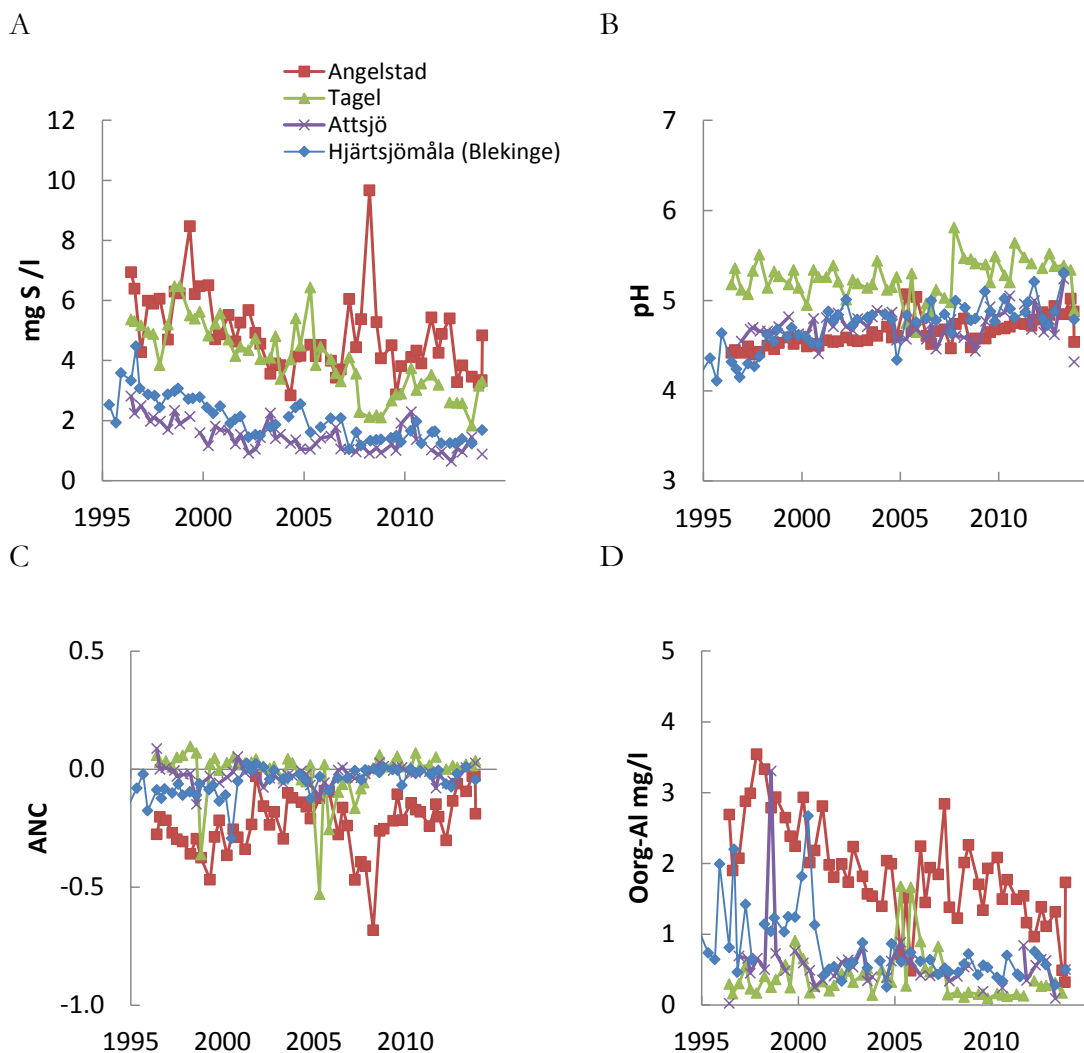 A
B
Angelstad
Tagel
Attsjö
Hjärtsjömåla (Blekinge)
mg S /l
12
10
8
6
4
2
0
1995 2000 2005 2010
pH
7
6
5
4
3
1995 2000 2005 2010
C
D
ANC
0.5
0.0
-0.5
-1.0
1995 2000 2005 2010
Oorg-Al mg/l
5
4
3
2
1
0
1995 2000 2005 2010